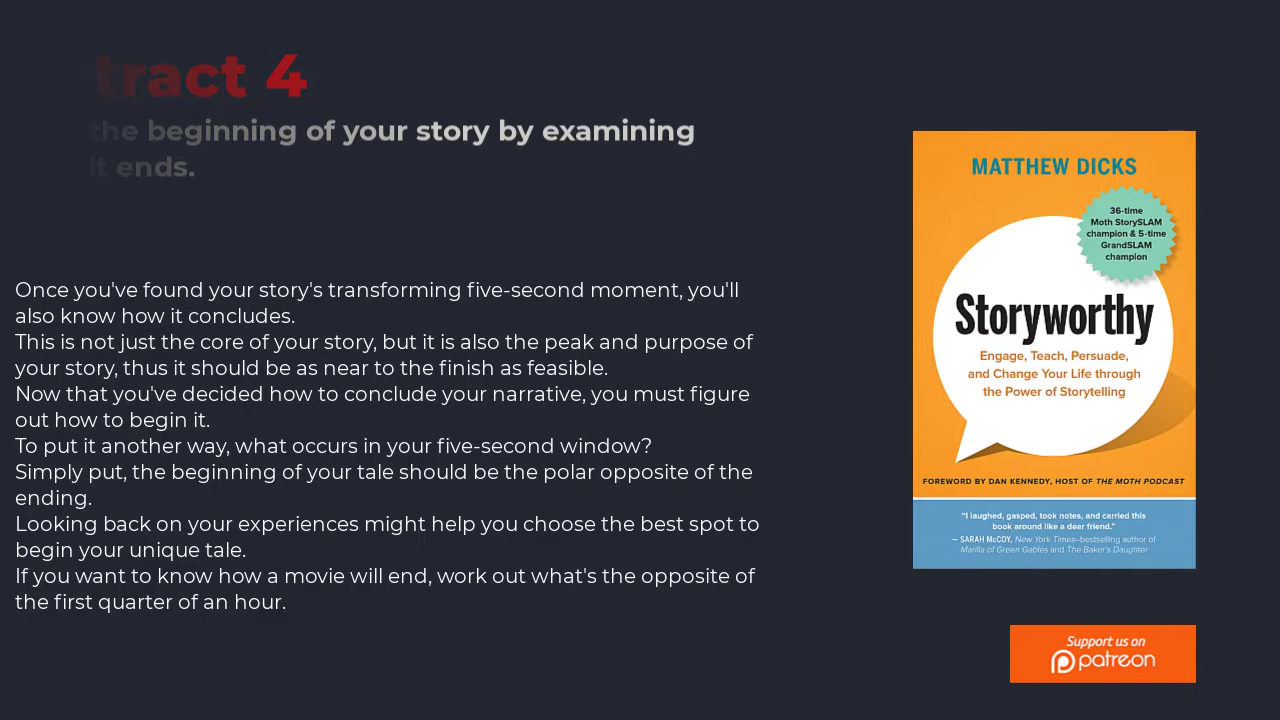 tract 4
the beginning of your story by examining
it ends.
Once you've found your story's transforming five-second moment, you'll
also know how it concludes.
This is not just the core of your story, but it is also the peak and purpose of
your story, thus it should be as near to the finish as feasible.
Now that you've decided how to conclude your narrative, you must figure
out how to begin it.
To put it another way, what occurs in your five-second window?
Simply put, the beginning of your tale should be the polar opposite of the
ending.
Looking back on your experiences might help you choose the best spot to
begin your unique tale.
If you want to know how a movie will end, work out what's the opposite of
the first quarter of an hour.
MATTHEW DICKS
36-time
Moth StorySLAM
champion & 5-time
GrandSLAM
champion
Storyworthy
Engage, Teach, Persuade,
and Change Your Life through
the Power of Storytelling
FOREWORD BY DAN KENNEDY, HOST OF THE MOTH PODCAST
“I laughed, gasped, took notes, and carried this
book around like a dear friend.”
— SARAH McCOY, New York Times–bestselling author of
Marilla of Green Gables and The Baker's Daughter
Support us on
patreon